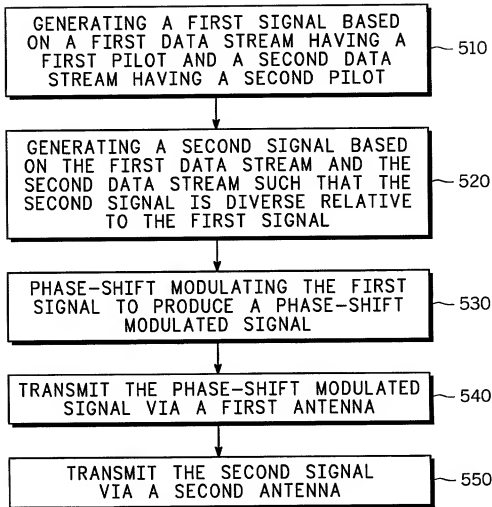 GENERATING A FIRST SIGNAL BASED
ON A FIRST DATA STREAM HAVING A
FIRST PILOT AND A SECOND DATA
STREAM HAVING A SECOND PILOT
510
GENERATING A SECOND SIGNAL BASED
ON THE FIRST DATA STREAM AND THE
SECOND DATA STREAM SUCH THAT THE
SECOND SIGNAL IS DIVERSE RELATIVE
TO THE FIRST SIGNAL
520
PHASE-SHIFT MODULATING THE FIRST
SIGNAL TO PRODUCE A PHASE-SHIFT
MODULATED SIGNAL
530
TRANSMIT THE PHASE-SHIFT MODULATED
SIGNAL VIA A FIRST ANTENNA
540
TRANSMIT THE SECOND SIGNAL
VIA A SECOND ANTENNA
550